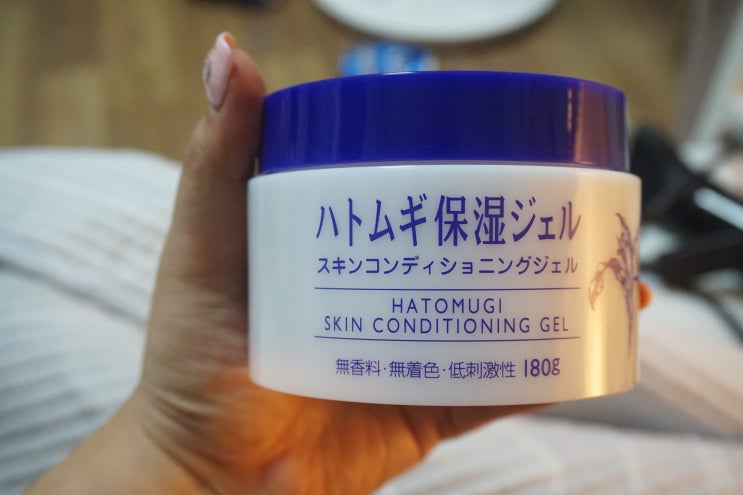 ハトムギ保湿ジェル
スキンコンディショニングジェル
HATOMUGI
SKIN CONDITIONING GEL
無香料・無着色・低刺激性 180g